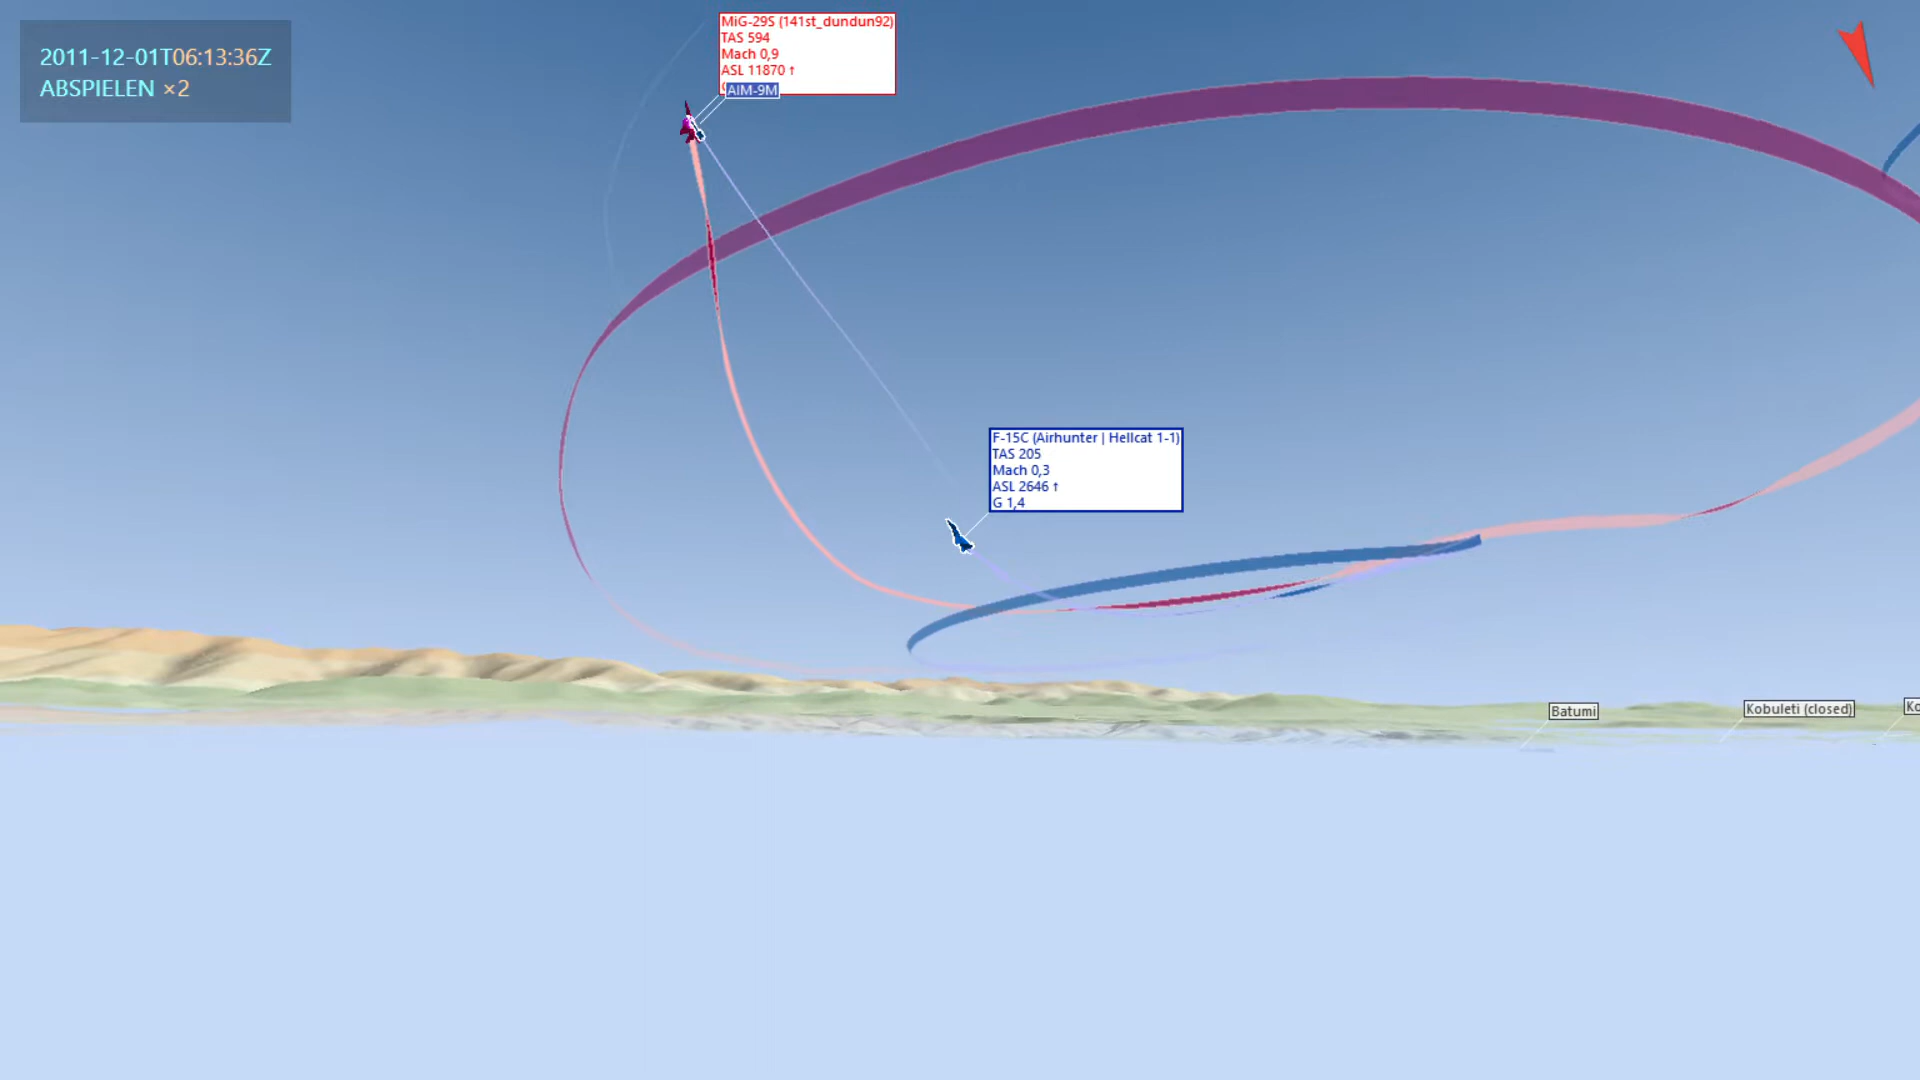 2011-12-01T06:13:36Z
ABSPIELEN ×2
MiG-29S (141st_dundun92)
TAS 594
Mach 0,9
ASL 11870 ↑
AIM-9M
F-15C (Airhunter | Hellcat 1-1)
TAS 205
Mach 0,3
ASL 2646 ↑
G 1,4
Batumi
Kobuleti (closed)
Ko